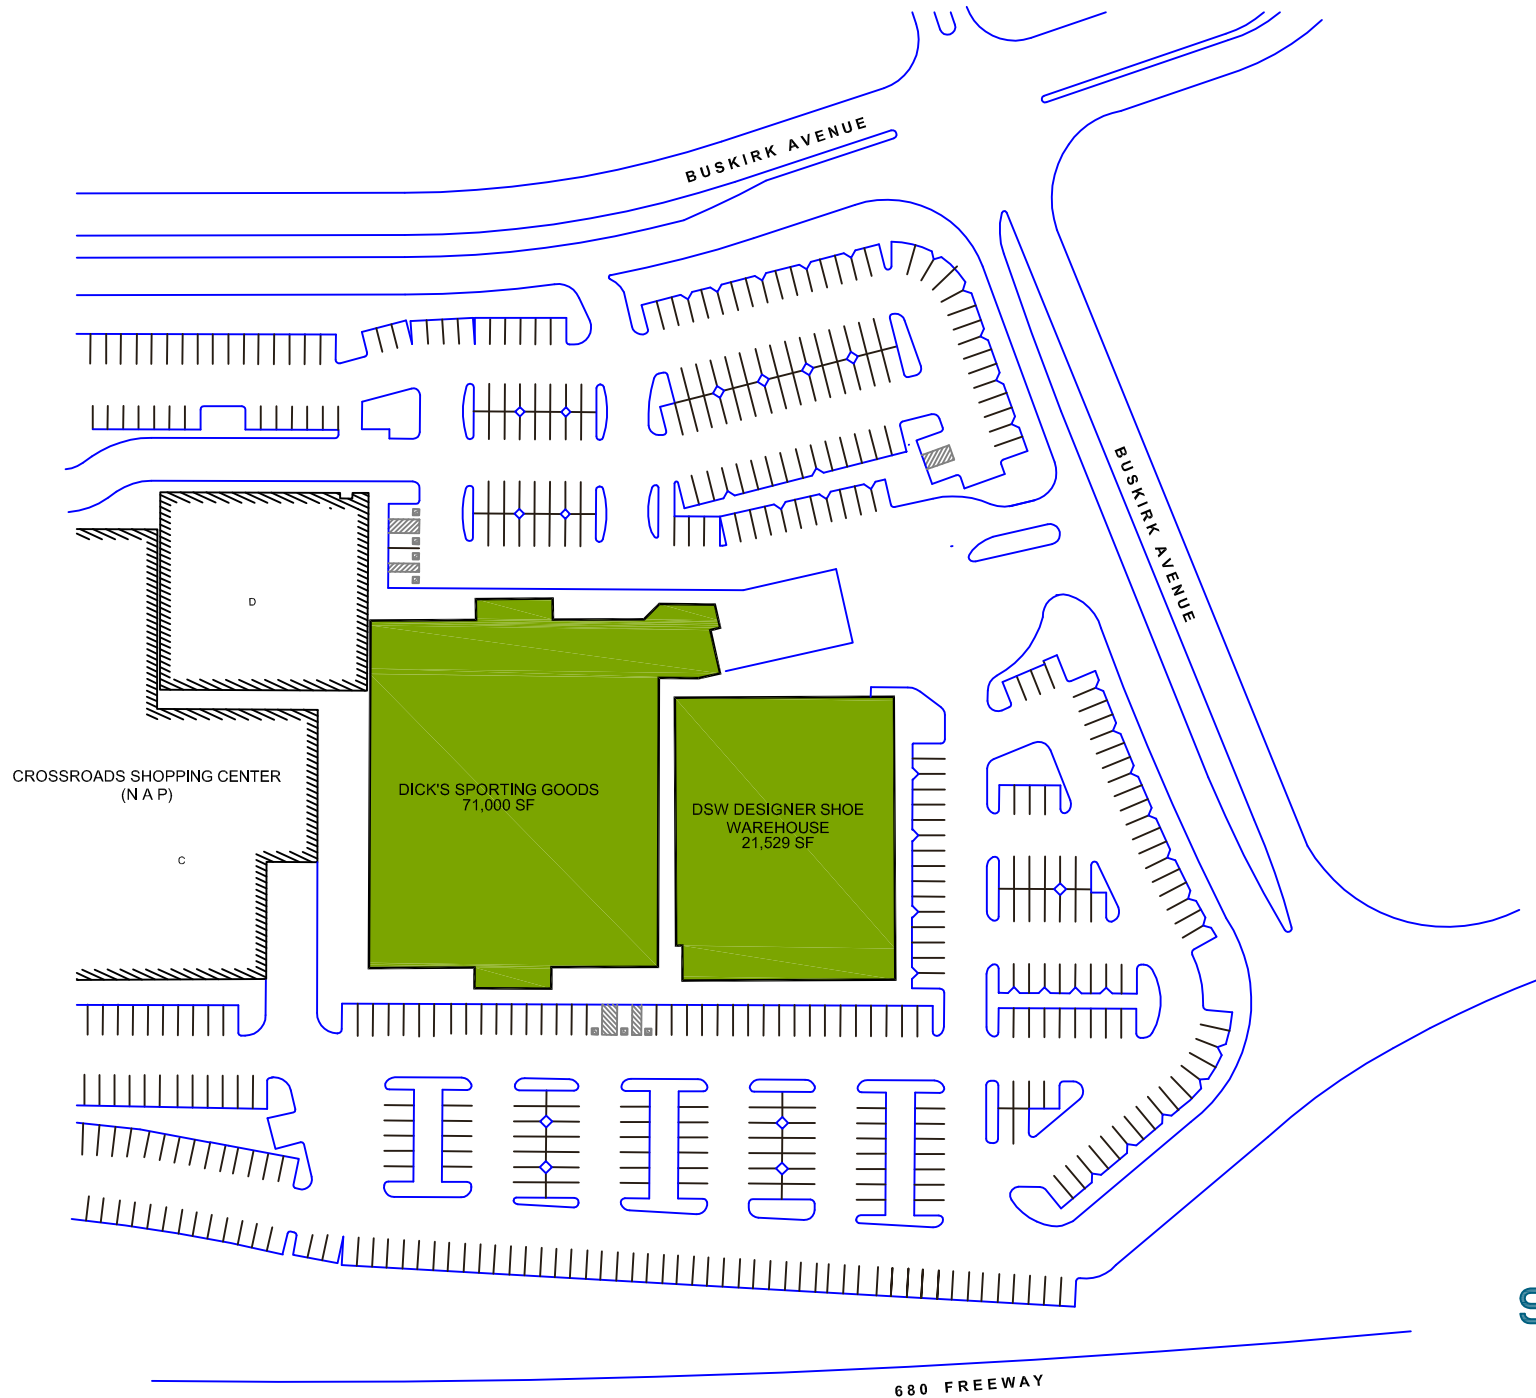 BUSKIRK AVENUE
BUSKIRK AVENUE
D
CROSSROADS SHOPPING CENTER
(N A P)
DICK'S SPORTING GOODS
71,000 SF
DSW DESIGNER SHOE
WAREHOUSE
21,529 SF
C
S
680 FREEWAY